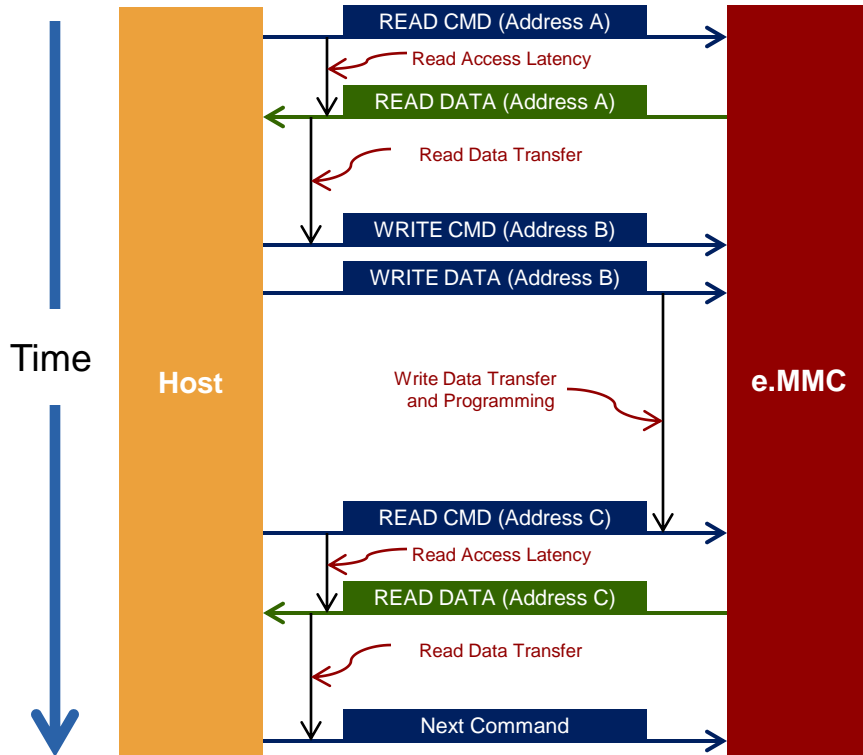 READ CMD (Address A)
Read Access Latency
READ DATA (Address A)
Read Data Transfer
WRITE CMD (Address B)
WRITE DATA (Address B)
Time
Host
Write Data Transfer
and Programming
e.MMC
READ CMD (Address C)
Read Access Latency
READ DATA (Address C)
Read Data Transfer
Next Command